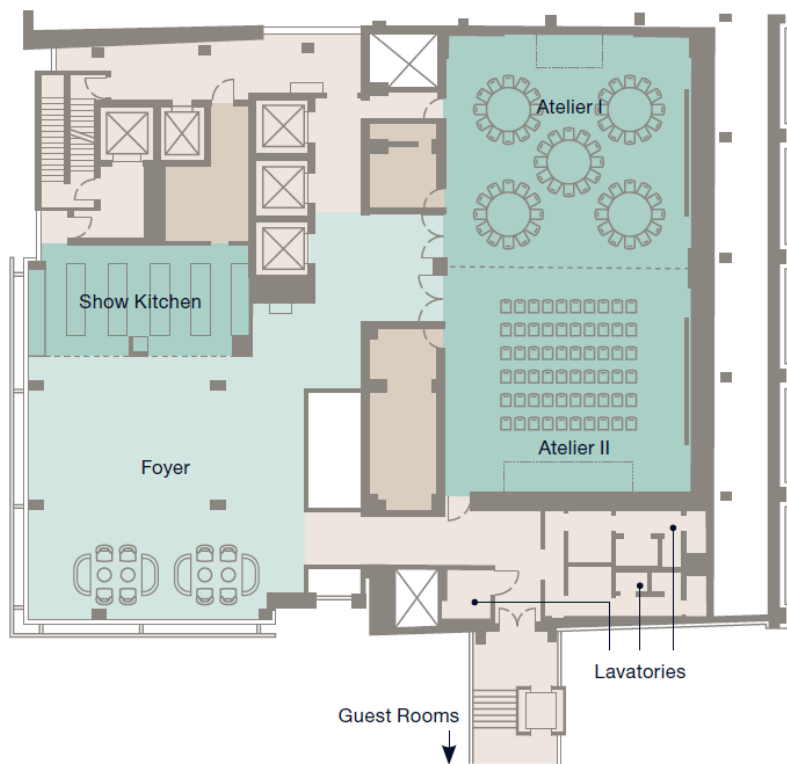 Atelier I
Show Kitchen
Atelier II
Foyer
Lavatories
Guest Rooms